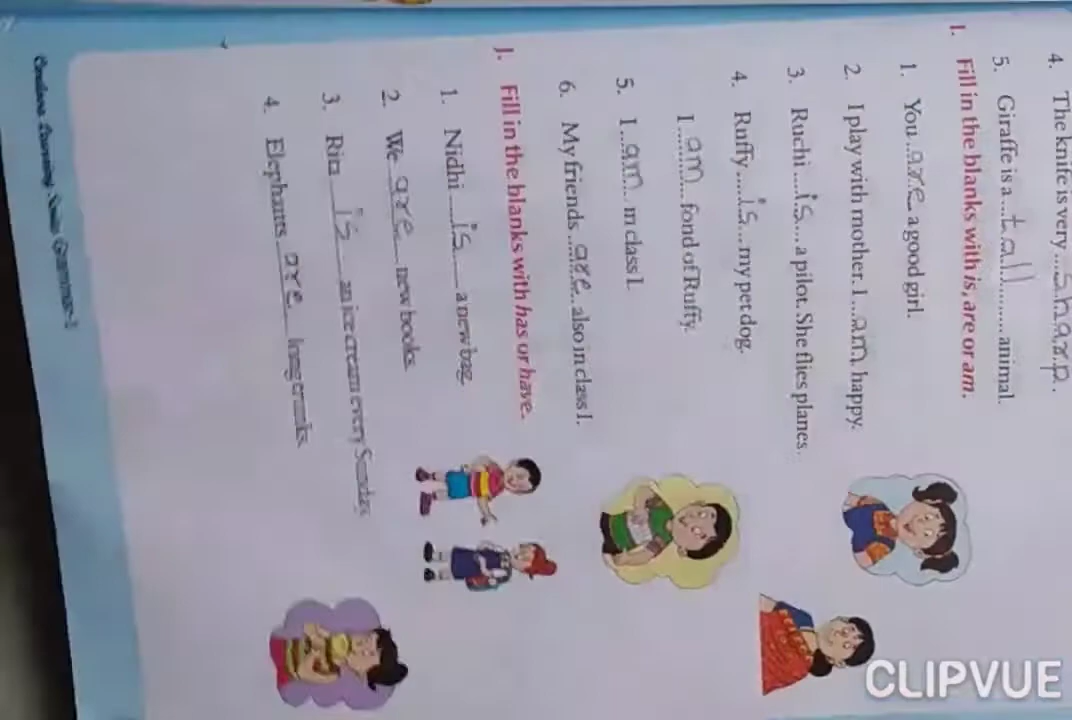 4. The knife is very ...sharp.
5. Giraffe is a ...tall......... animal.
I. Fill in the blanks with is, are or am.
1. You ...are a good girl.
2. I play with mother. I ...am. happy.
3. Ruchi ...is... a pilot. She flies planes.
4. Ruffy ...is... my pet dog.
I ...am... fond of Ruffy.
5. I ...am.. in class I.
6. My friends ...are.. also in class I.
J. Fill in the blanks with has or have.
1. Nidhi ___is___ a new bag.
2. We __are__ new books.
3. Ria __is__ an ice cream every Sunday.
4. Elephants __are__ long trunks.
CLIPVUE